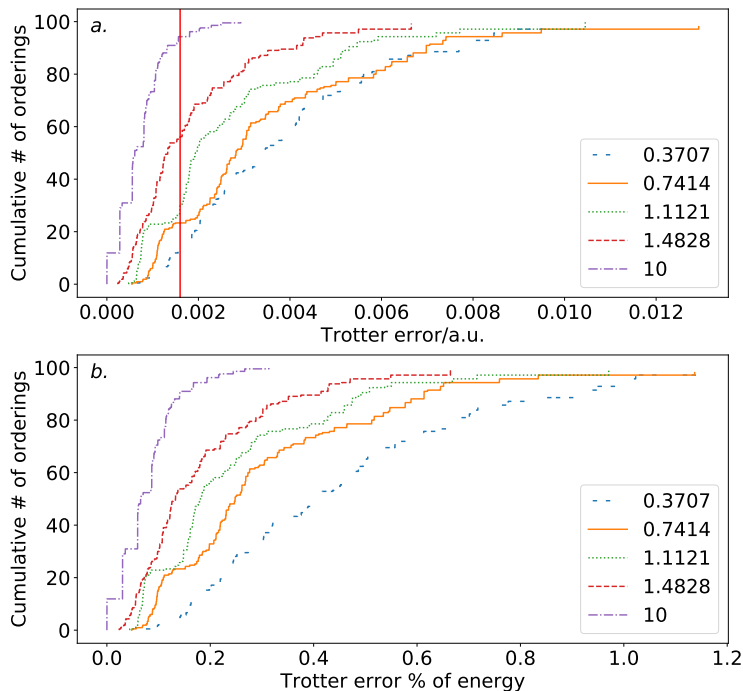 a.
100
80
60
40
20
0
Cumulative # of orderings
0.3707
0.7414
1.1121
1.4828
10
0.000 0.002 0.004 0.006 0.008 0.010 0.012
Trotter error/a.u.
b.
100
80
60
40
20
0
Cumulative # of orderings
0.3707
0.7414
1.1121
1.4828
10
0.0 0.2 0.4 0.6 0.8 1.0 1.2
Trotter error % of energy